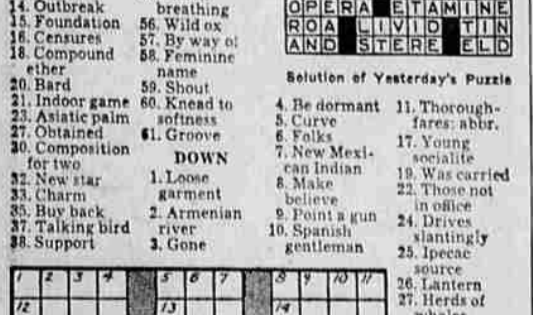 14. Outbreak
15. Foundation
16. Censures
18. Compound
ether
20. Bard
21. Indoor game
23. Asiatic palm
27. Obtained
30. Composition
for two
32. New star
33. Charm
35. Buy back
37. Talking bird
38. Support
breathing
56. Wild ox
57. By way of
58. Feminine
name
59. Shout
60. Knead to
softness
61. Groove
DOWN
1. Loose
garment
2. Armenian
river
3. Gone
OPERA ETAMINE
ROA LIVID TIN
AND STERE ELD
Solution of Yesterday's Puzzle
4. Be dormant
5. Curve
6. Folks
7. New Mexi-
can Indian
8. Make
believe
9. Point a gun
10. Spanish
gentleman
11. Thorough-
fares: abbr.
17. Young
socialite
19. Was carried
22. Those not
in office
24. Drives
slantingly
25. Ipecac
source
26. Lantern
27. Herds of
whales
1 2 3 4 5 6 7 8 9 10 11
12 13 14